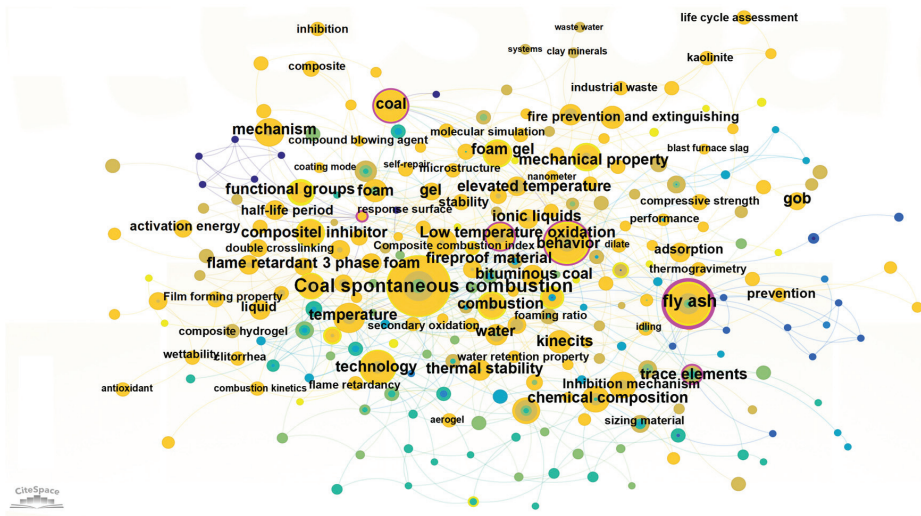 life cycle assessment
inhibition
waste water
systems
clay minerals
kaolinite
composite
industrial waste
coal
fire prevention and extinguishing
mechanism
molecular simulation
compound blowing agent
foam gel
blast furnace slag
mechanical property
coating mode
self-repair
microstructure
nanometer
functional groups
foam
gel
elevated temperature
stability
compressive strength
gob
half-life period
response surface
ionic liquids
performance
activation energy
compositel inhibitor
Low temperature oxidation
double crosslinking
Composite combustion index
behavior
dilate
adsorption
flame retardant 3 phase foam
fireproof material
bituminous coal
thermogravimetry
Coal spontaneous combustion
prevention
Film forming property
liquid
combustion
fly ash
temperature
foaming ratio
secondary oxidation
idling
composite hydrogel
water
kinecits
wettability
clitorrhea
water retention property
technology
thermal stability
trace elements
antioxidant
combustion kinetics
flame retardancy
Inhibition mechanism
chemical composition
aerogel
sizing material
CiteSpace